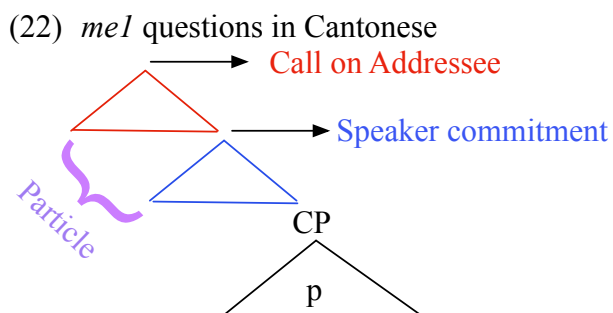 (22) me1 questions in Cantonese
Call on Addressee
Speaker commitment
Particle
CP
p